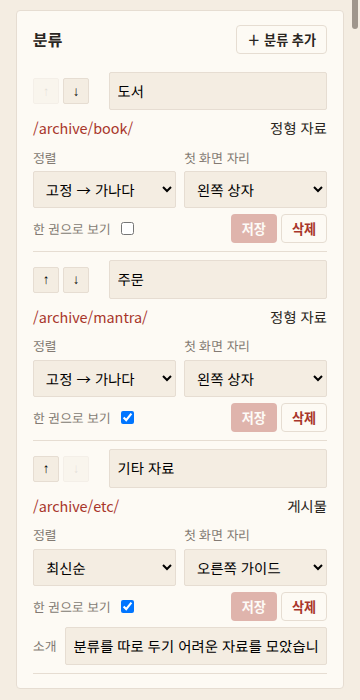 분류
+ 분류 추가
↑ ↓ 도서
/archive/book/ 정형 자료
정렬 첫 화면 자리
고정 → 가나다 왼쪽 상자
한 권으로 보기 저장 삭제
↑ ↓ 주문
/archive/mantra/ 정형 자료
정렬 첫 화면 자리
고정 → 가나다 왼쪽 상자
한 권으로 보기 저장 삭제
↑ ↓ 기타 자료
/archive/etc/ 게시물
정렬 첫 화면 자리
최신순 오른쪽 가이드
한 권으로 보기 저장 삭제
소개 분류를 따로 두기 어려운 자료를 모았습니